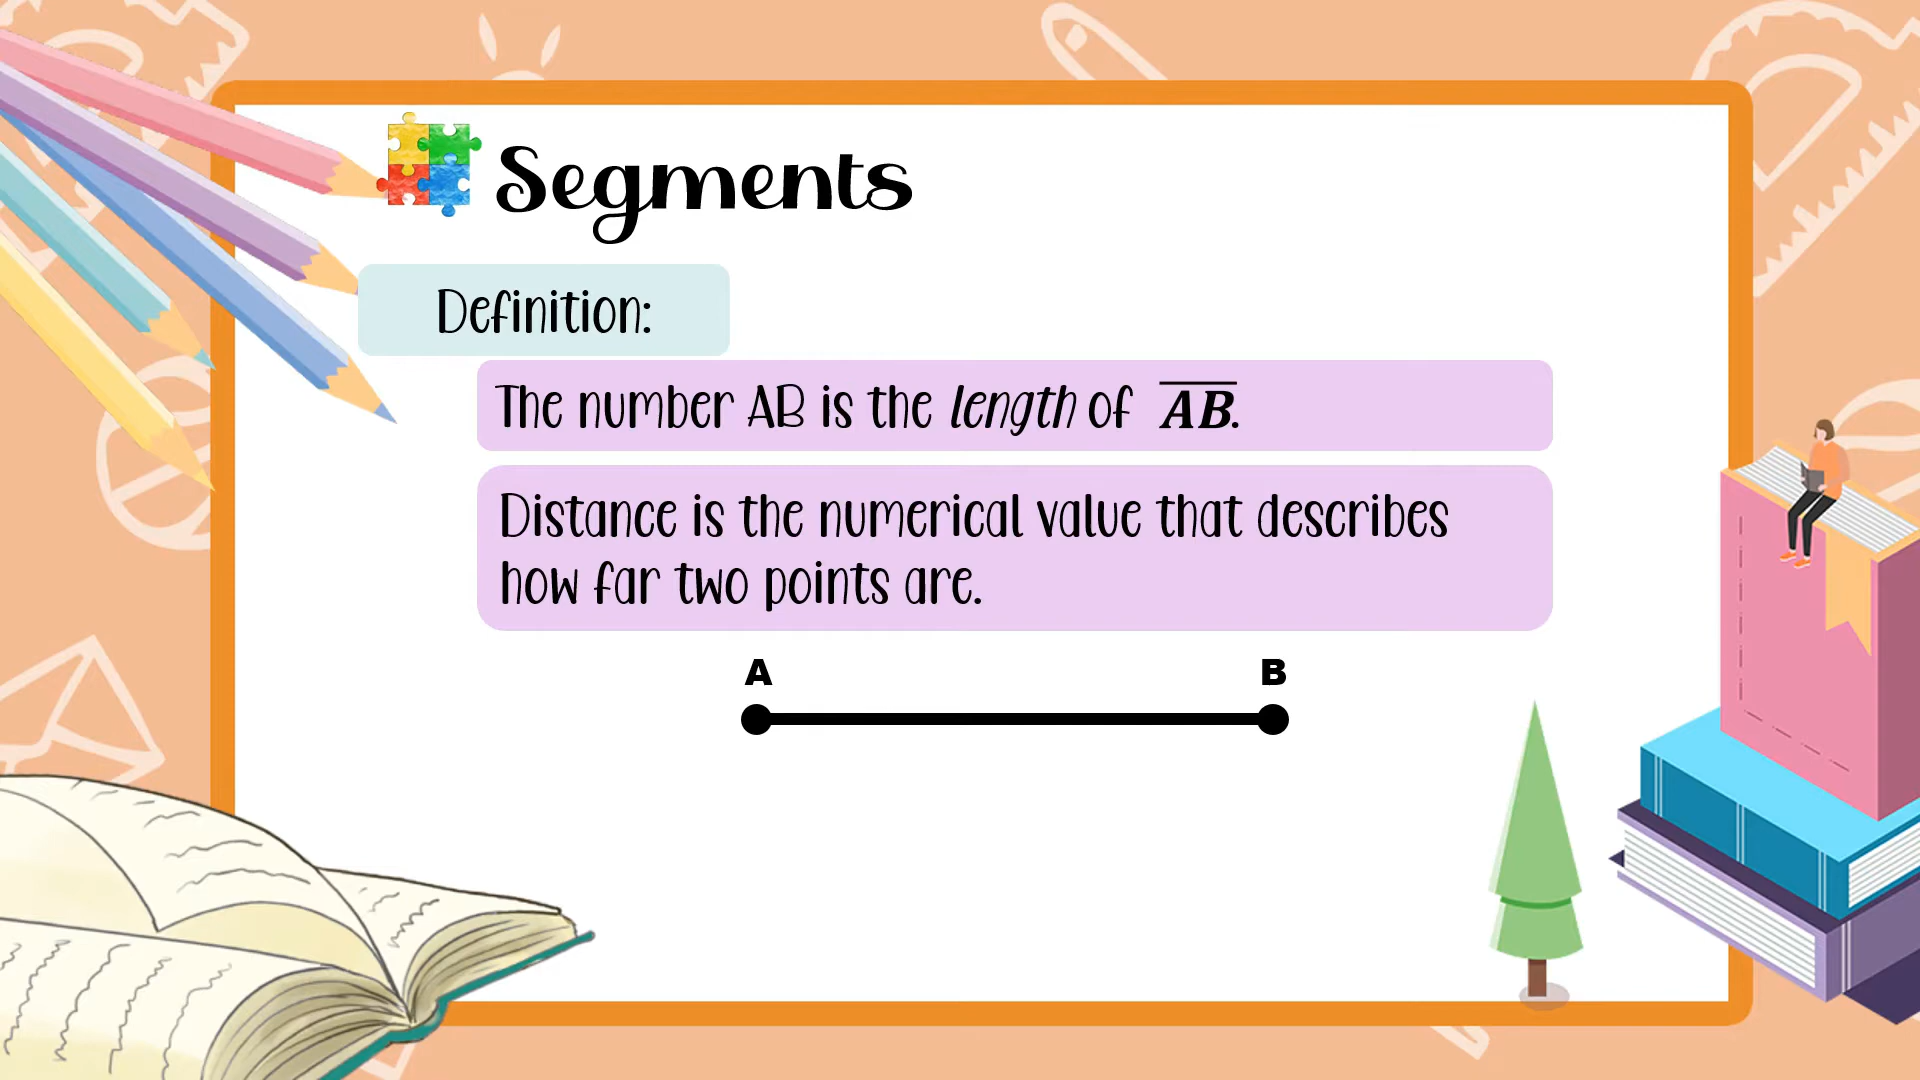 Segments
Definition:
The number AB is the length of A̅B̅.
Distance is the numerical value that describes
how far two points are.
A B